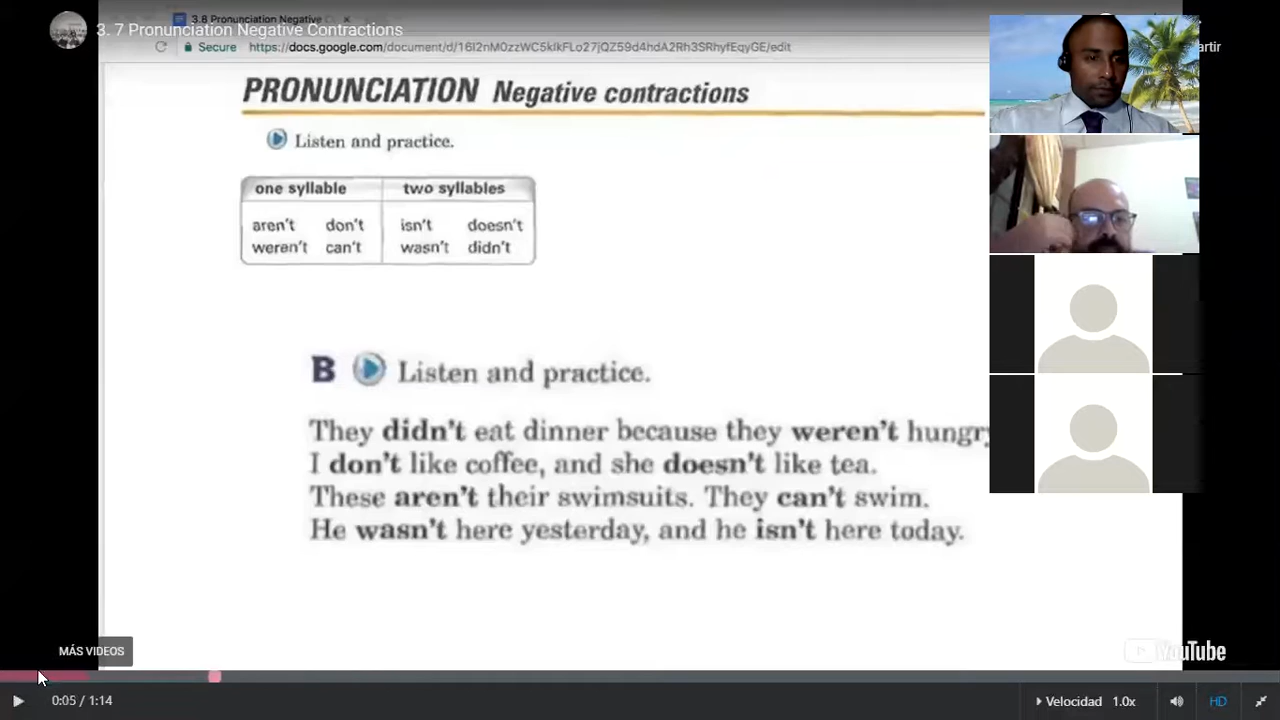 3.8 Pronunciation Negative
3. 7 Pronunciation Negative Contractions
Secure https://docs.google.com/document/d/16I2nM0zzWC5kIkFLo27jQZ59d4hdA2Rh3SRhyfEqyGE/edit
artir
PRONUNCIATION Negative contractions
Listen and practice.
one syllable two syllables
aren't don't isn't doesn't
weren't can't wasn't didn't
B Listen and practice.
They didn't eat dinner because they weren't hungry
I don't like coffee, and she doesn't like tea.
These aren't their swimsuits. They can't swim.
He wasn't here yesterday, and he isn't here today.
MÁS VIDEOS
YouTube
0:05 / 1:14
Velocidad 1.0x
HD